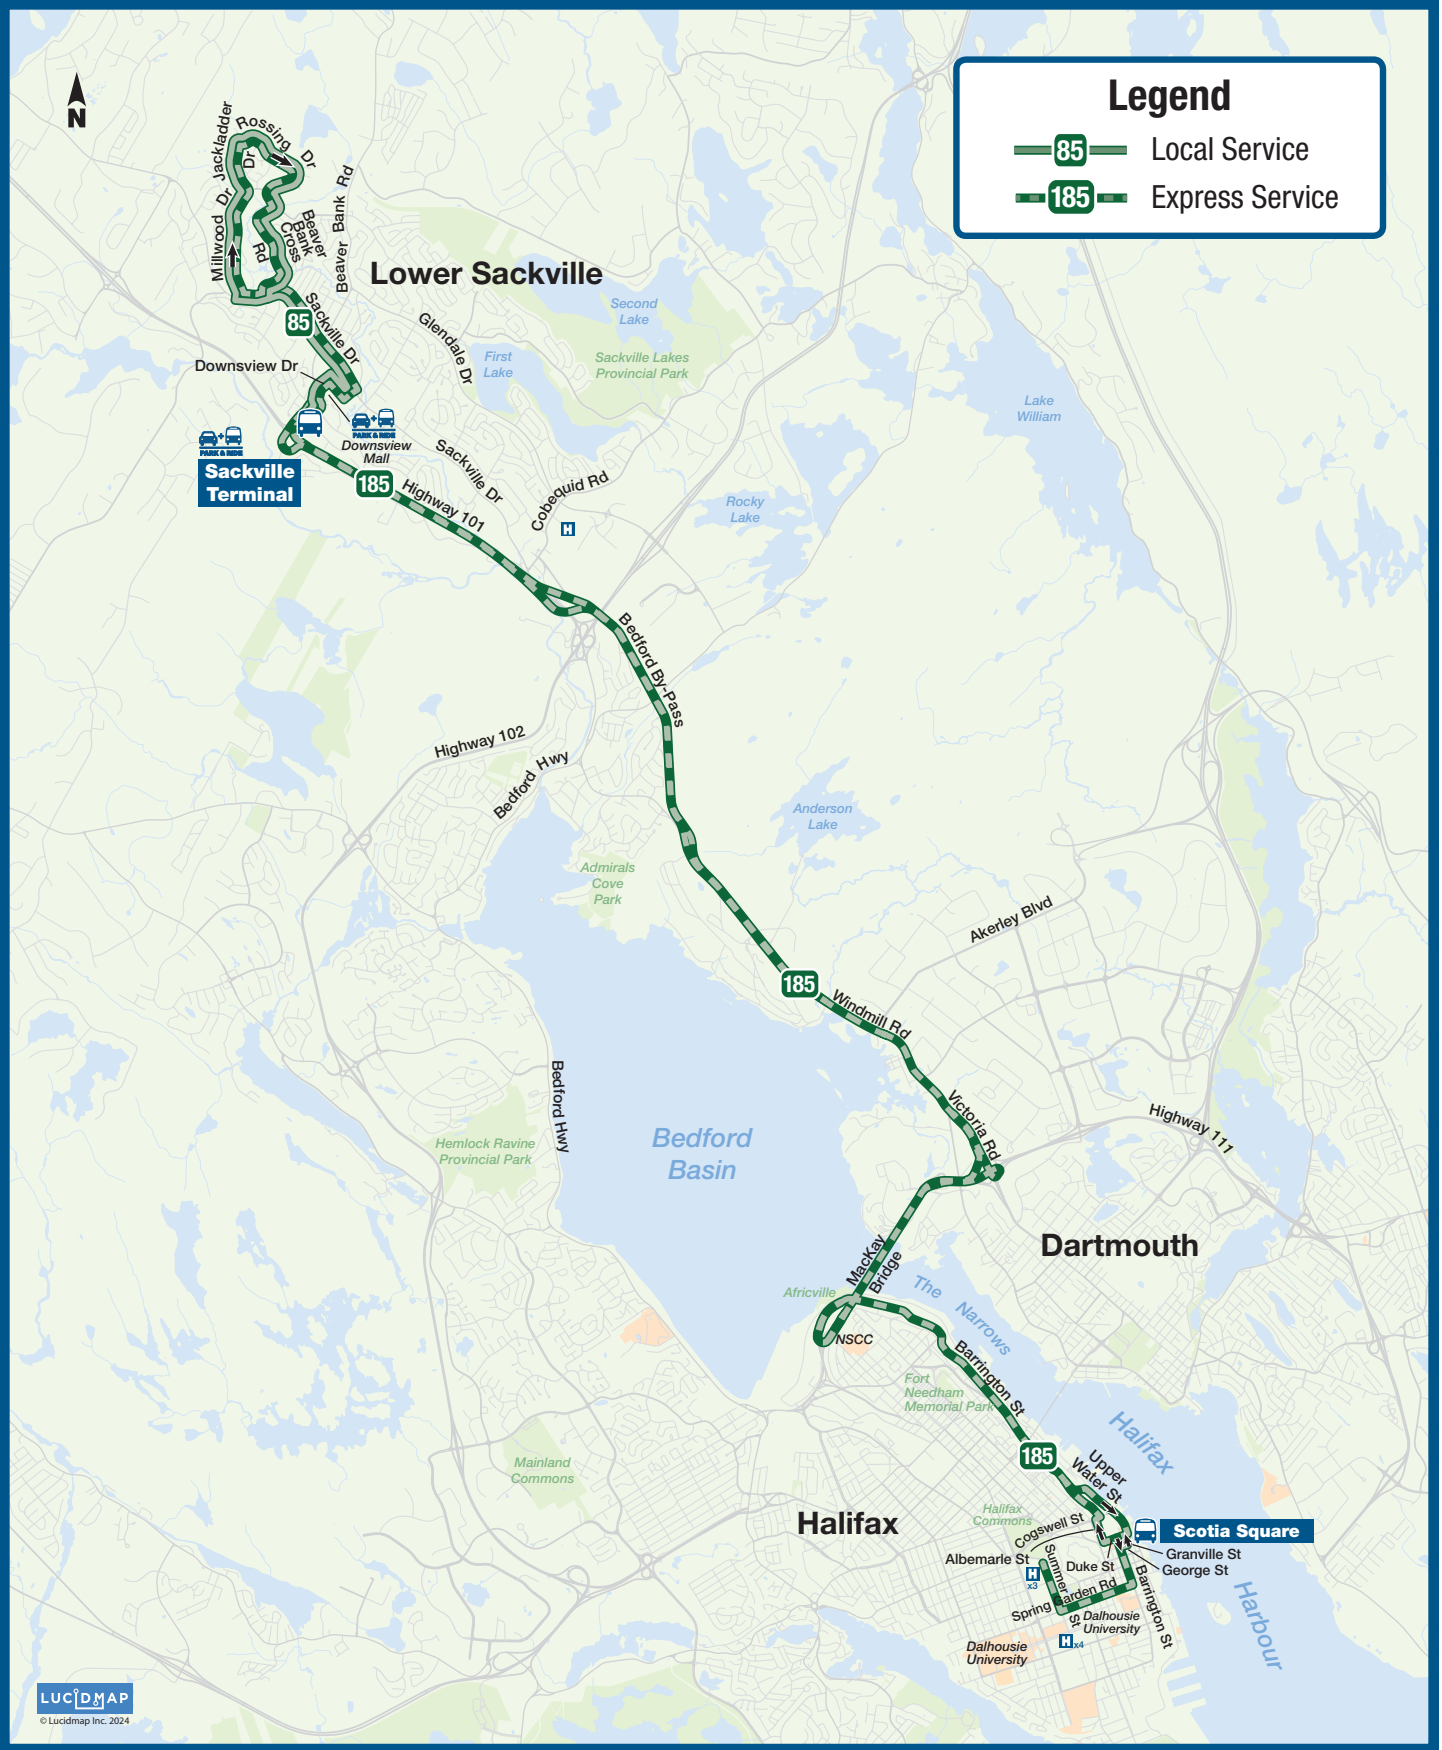 Legend
85 Local Service
185 Express Service
N
Jackladder
Dr
Rossing Dr
Millwood Dr
Beaver
Bank
Cross
Rd
Beaver Bank Rd
Lower Sackville
Second
Lake
Sackville Dr
85
Glendale Dr
First
Lake
Sackville Lakes
Provincial Park
Downsview Dr
Lake
William
PARK & RIDE
PARK & RIDE
Downsview
Mall
Sackville
Terminal
185
Sackville Dr
Highway 101
Cobequid Rd
H
Rocky
Lake
Bedford By-Pass
Highway 102
Bedford Hwy
Anderson
Lake
Admirals
Cove
Park
Akerley Blvd
185
Windmill Rd
Bedford Hwy
Victoria Rd
Highway 111
Hemlock Ravine
Provincial Park
Bedford
Basin
Dartmouth
MacKay
Bridge
Africville
The Narrows
NSCC
Barrington St
Fort
Needham
Memorial Park
Halifax
Harbour
185
Upper
Water St
Mainland
Commons
Halifax
Halifax
Commons
Cogswell St
Scotia Square
Granville St
George St
Albemarle St
Duke St
Summer
St
H
x3
Spring Garden Rd
Barrington St
Dalhousie
University
H x4
Dalhousie
University
LUCIDMAP
© Lucidmap Inc. 2024